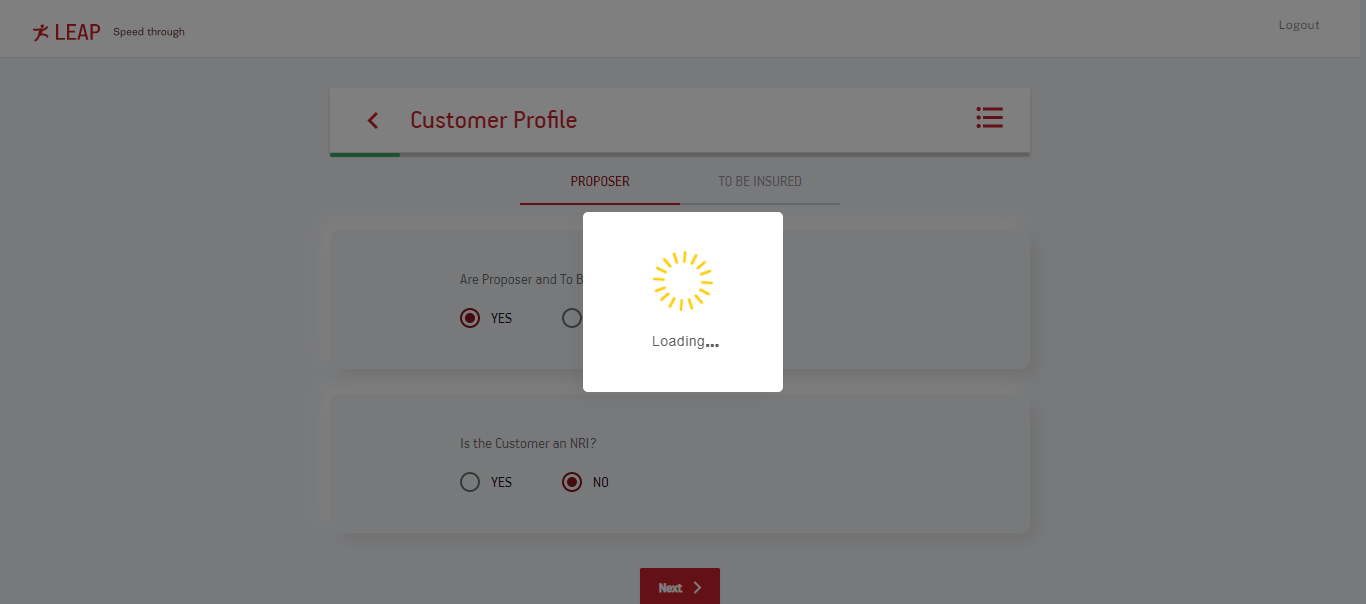 LEAP Speed through
Logout
Customer Profile
PROPOSER TO BE INSURED
Are Proposer and To B
YES
Loading...
Is the Customer an NRI?
YES NO
Next